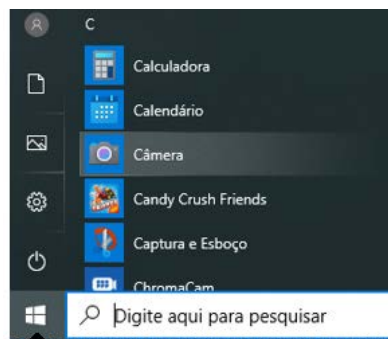 C
Calculadora
Calendário
Câmera
Candy Crush Friends
Captura e Esboço
ChromaCam
Digite aqui para pesquisar